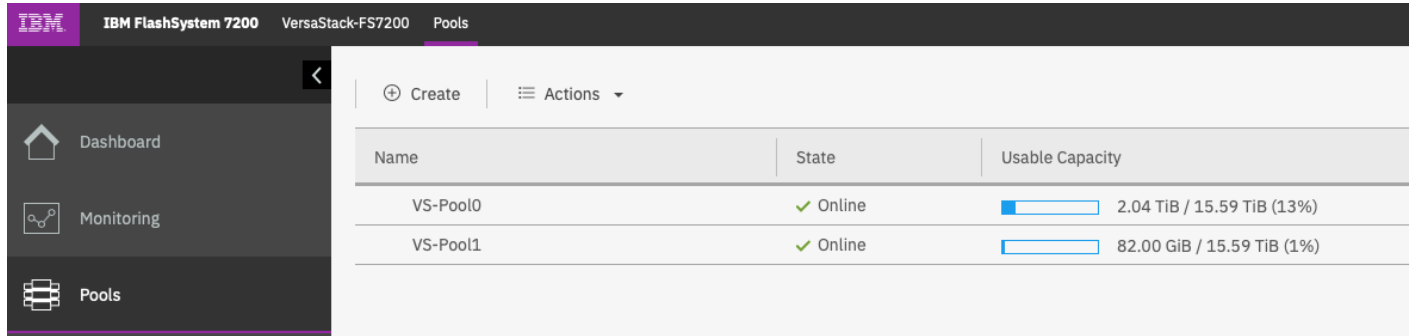 IBM IBM FlashSystem 7200 VersaStack-FS7200 Pools
Create Actions
Dashboard
Name State Usable Capacity
VS-Pool0 Online 2.04 TiB / 15.59 TiB (13%)
Monitoring
VS-Pool1 Online 82.00 GiB / 15.59 TiB (1%)
Pools